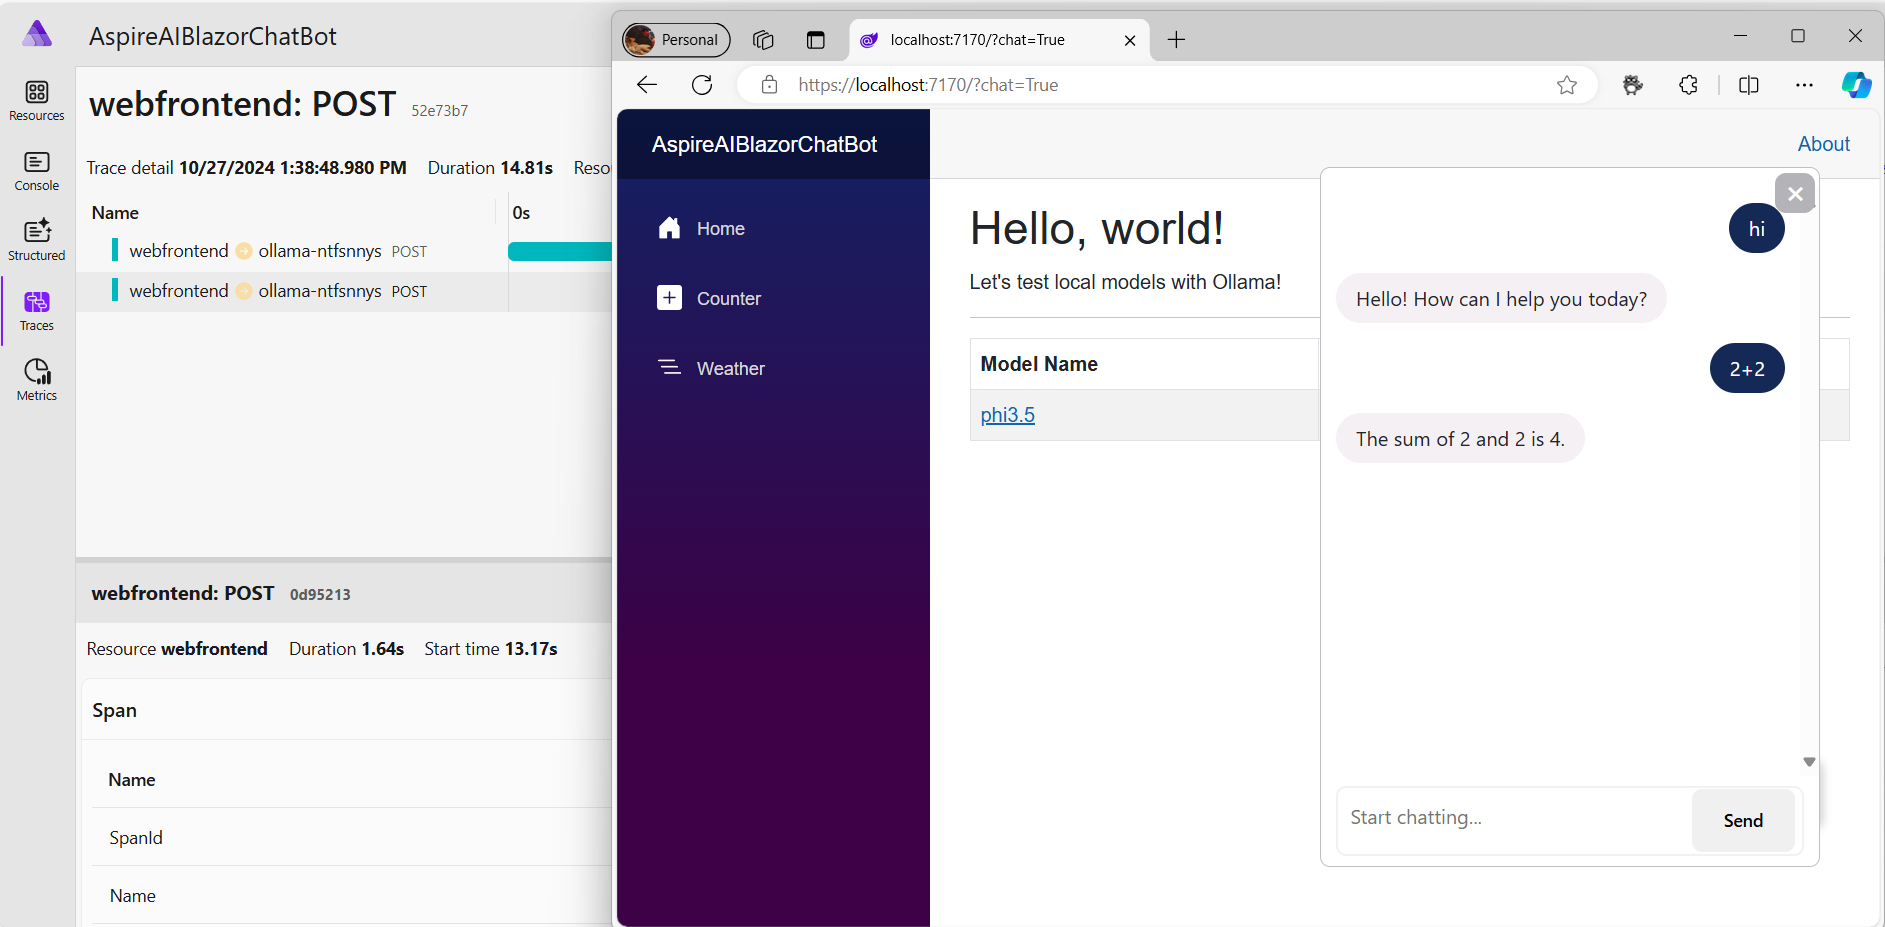 AspireAIBlazorChatBot
Resources
Console
Structured
Traces
Metrics
webfrontend: POST 52e73b7
Trace detail 10/27/2024 1:38:48.980 PM Duration 14.81s Reso
Name 0s
webfrontend ollama-ntfsnnys POST
webfrontend ollama-ntfsnnys POST
webfrontend: POST 0d95213
Resource webfrontend Duration 1.64s Start time 13.17s
Span
Name
SpanId
Name
Personal
localhost:7170/?chat=True
https://localhost:7170/?chat=True
AspireAIBlazorChatBot
Home
Counter
Weather
About
Hello, world!
Let's test local models with Ollama!
Model Name
phi3.5
hi
Hello! How can I help you today?
2+2
The sum of 2 and 2 is 4.
Start chatting...
Send